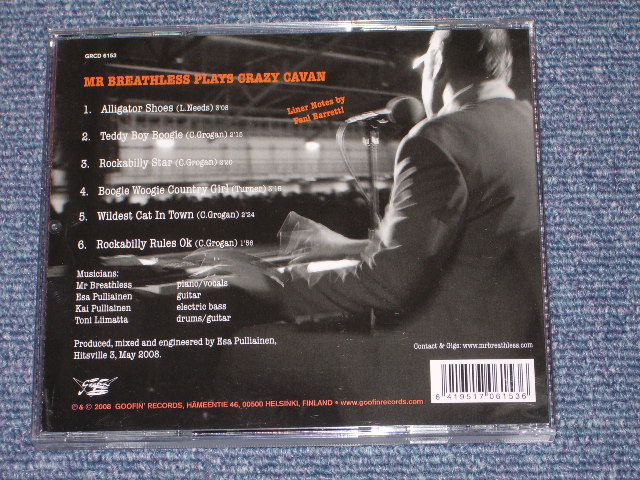 GRCD 6153
MR BREATHLESS PLAYS CRAZY CAVAN
Liner Notes by
Paul Barrett!
1. Alligator Shoes (L.Needs) 3'08
2. Teddy Boy Boogie (C.Grogan) 2'15
3. Rockabilly Star (C.Grogan) 2'20
4. Boogie Woogie Country Girl (Turner) 3'16
5. Wildest Cat In Town (C.Grogan) 2'24
6. Rockabilly Rules Ok (C.Grogan)
Musicians:
Mr Breathless piano/vocals
Esa Pulliainen guitar
Kai Pulliainen electric bass
Toni Liimatta drums/guitar
Produced, mixed and engineered by Esa Pulliainen,
Hitsville 3, May 2008.
Contact & Gigs: www.mrbreathless.com
6 419517 061536
℗ & © 2008 GOOFIN' RECORDS, HÄMEENTIE 46, 00500 HELSINKI, FINLAND • www.goofinrecords.com